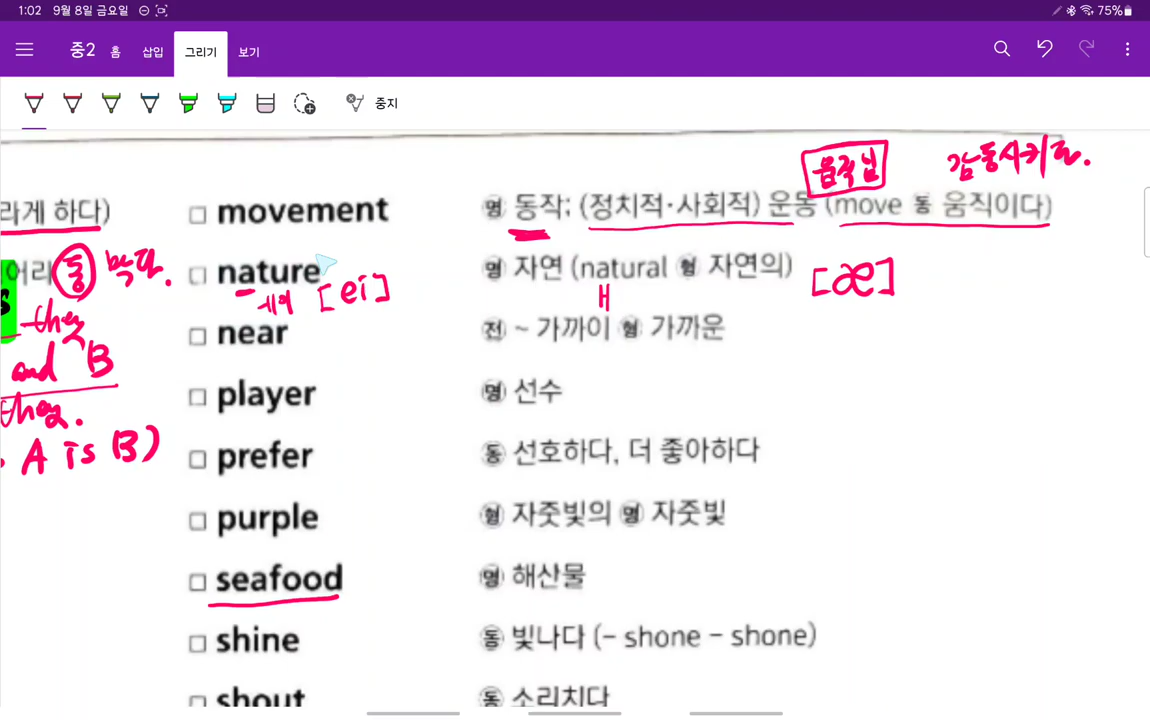 1:02 9월 8일 금요일 75%
중2 홈 삽입 그리기 보기
중지
움직임 감동시키다.
라게 하다)
movement 명 동작; (정치적·사회적) 운동 (move 동 움직이다)
어리 동 박다.
nature 명 자연 (natural 형 자연의) [æ]
[ei] ㅐ
s they
near 전 ~ 가까이 형 가까운
and B
player 명 선수
they.
A is B)
prefer 동 선호하다, 더 좋아하다
purple 형 자줏빛의 명 자줏빛
seafood 명 해산물
shine 동 빛나다 (– shone – shone)
shout 동 소리치다